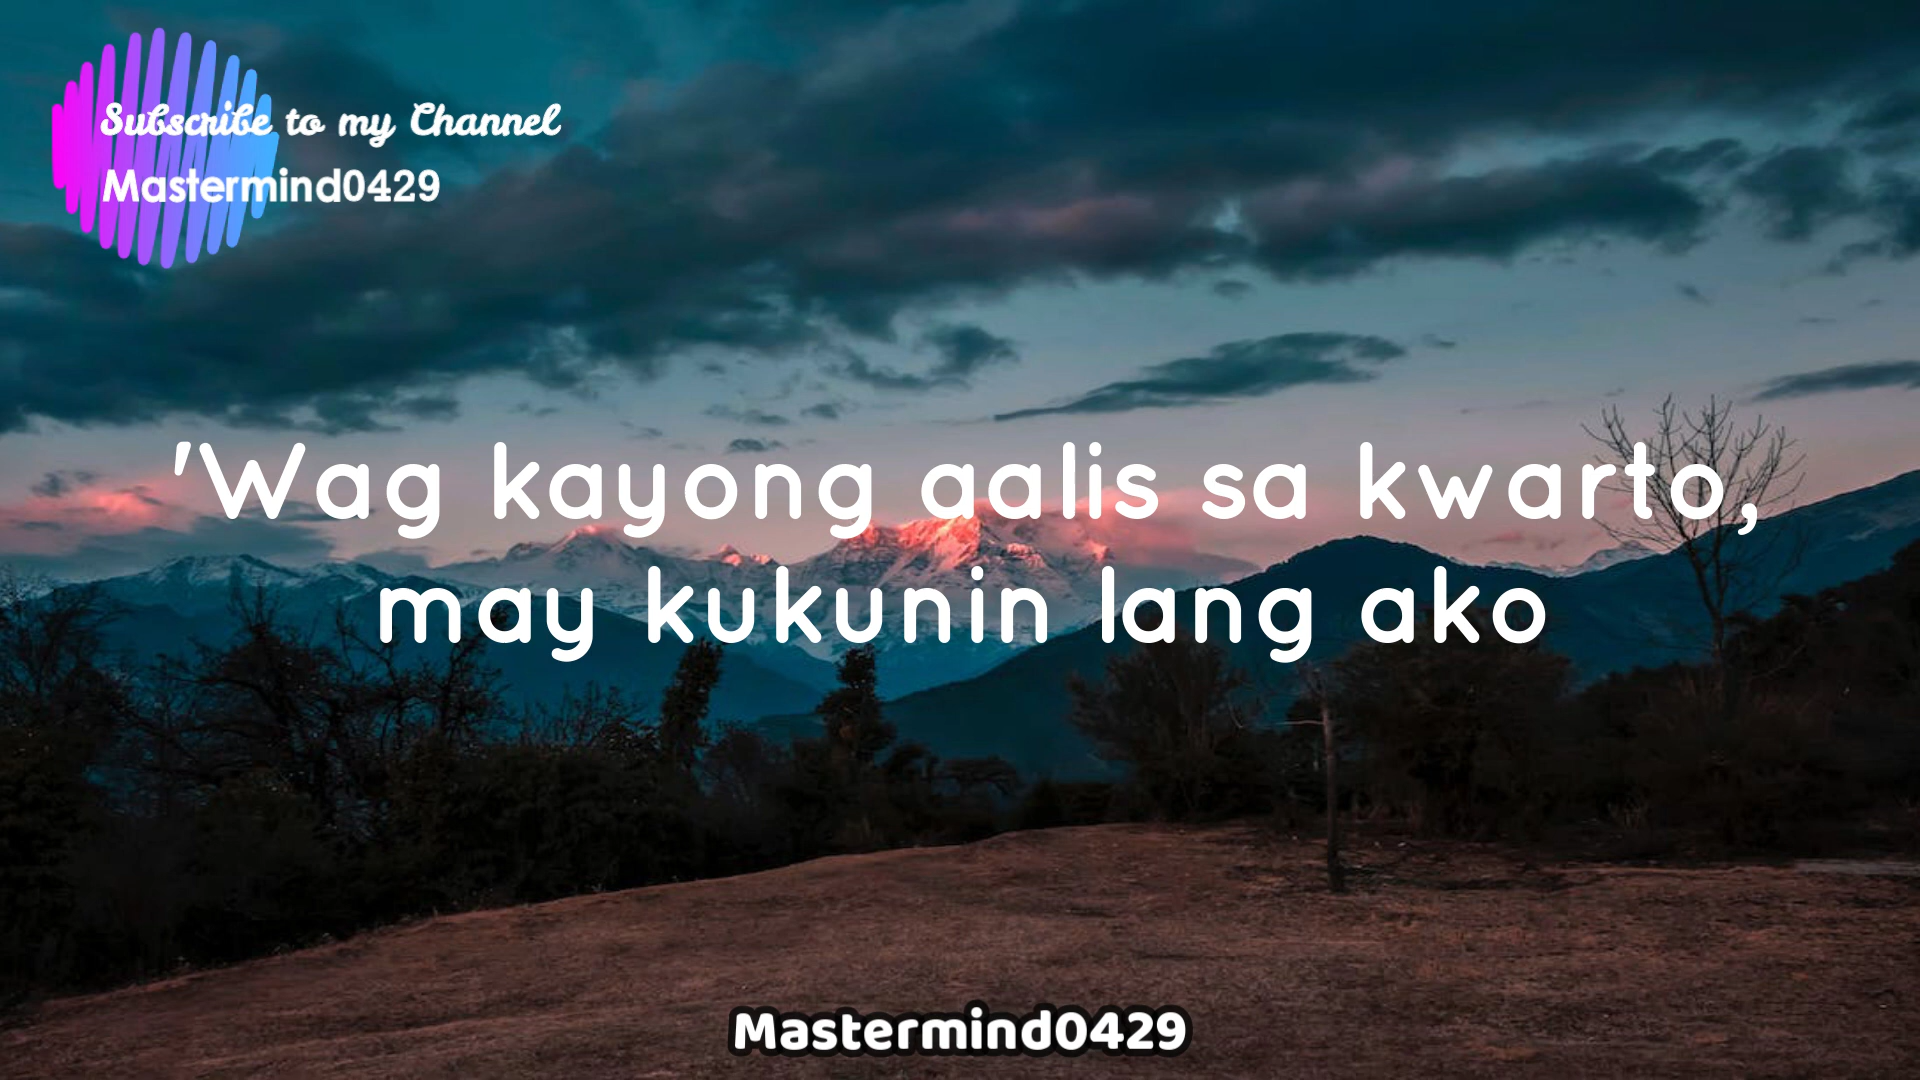 Subscribe to my Channel
Mastermind0429
'Wag kayong aalis sa kwarto,
may kukunin lang ako
Mastermind0429